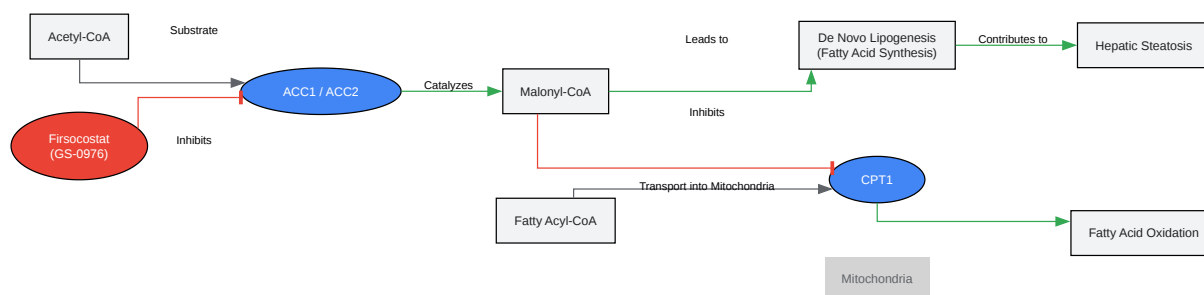 Acetyl-CoA
Substrate
Firsocostat
(GS-0976)
Inhibits
ACC1 / ACC2
Catalyzes
Malonyl-CoA
Leads to
De Novo Lipogenesis
(Fatty Acid Synthesis)
Contributes to
Hepatic Steatosis
Inhibits
Fatty Acyl-CoA
Transport into Mitochondria
CPT1
Fatty Acid Oxidation
Mitochondria